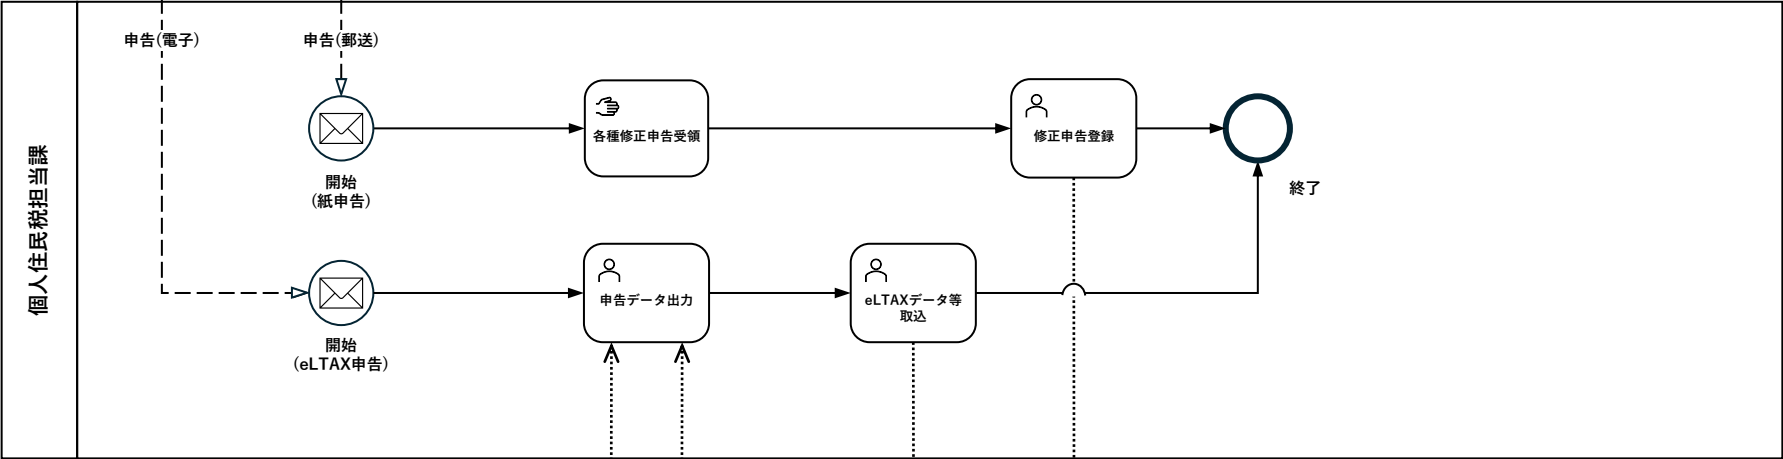 個人住民税担当課
申告(電子)
申告(郵送)
開始
(紙申告)
各種修正申告受領
修正申告登録
終了
開始
(eLTAX申告)
申告データ出力
eLTAXデータ等
取込